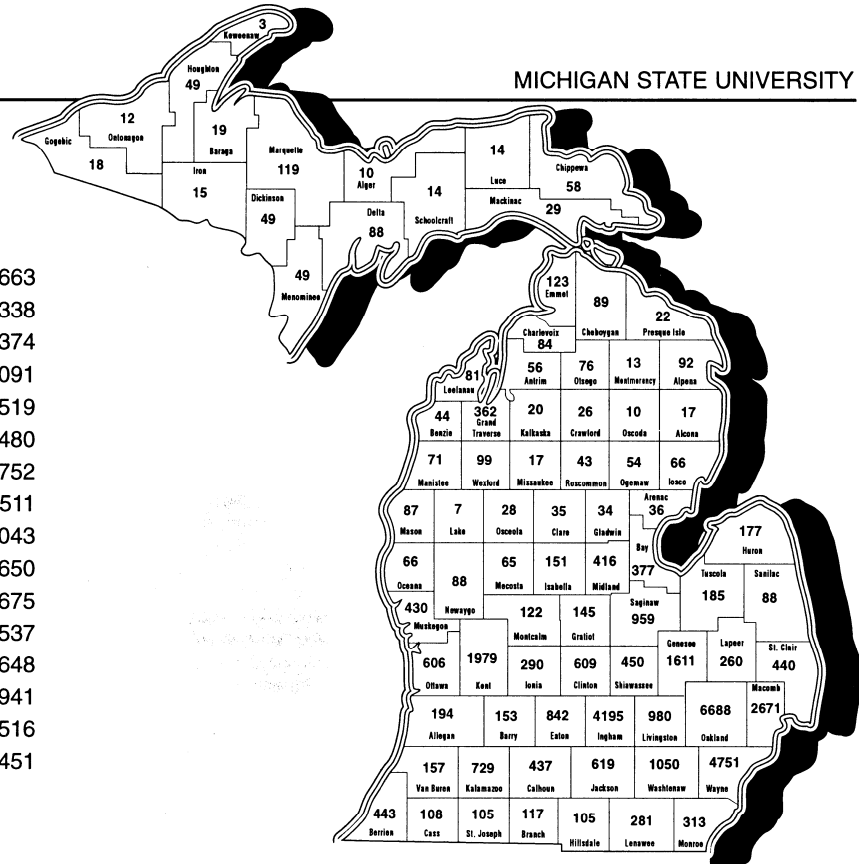 MICHIGAN STATE UNIVERSITY
3
Keweenaw
Houghton
49
12
Ontonagon
Gogebic
18
19
Baraga
Iron
15
Marquette
119
Dickinson
49
10
Alger
Delta
88
49
Menominee
14
Schoolcraft
14
Luce
Chippewa
58
Mackinac
29
663
338
374
091
519
480
752
511
043
650
675
537
648
941
516
451
123
Emmet
89
Cheboygan
22
Presque Isle
Charlevoix
84
81
Leelanau
56
Antrim
76
Otsego
13
Montmorency
92
Alpena
44
Benzie
362
Grand
Traverse
20
Kalkaska
26
Crawford
10
Oscoda
17
Alcona
71
Manistee
99
Wexford
17
Missaukee
43
Roscommon
54
Ogemaw
66
Iosco
87
Mason
7
Lake
28
Osceola
35
Clare
34
Gladwin
Arenac
36
66
Oceana
88
Newaygo
65
Mecosta
151
Isabella
416
Midland
Bay
377
177
Huron
Tuscola
185
Sanilac
88
430
Muskegon
122
Montcalm
145
Gratiot
Saginaw
959
606
Ottawa
1979
Kent
290
Ionia
609
Clinton
450
Shiawassee
Genesee
1611
Lapeer
260
St. Clair
440
194
Allegan
153
Barry
842
Eaton
4195
Ingham
980
Livingston
6688
Oakland
Macomb
2671
157
Van Buren
729
Kalamazoo
437
Calhoun
619
Jackson
1050
Washtenaw
4751
Wayne
443
Berrien
108
Cass
105
St. Joseph
117
Branch
105
Hillsdale
281
Lenawee
313
Monroe